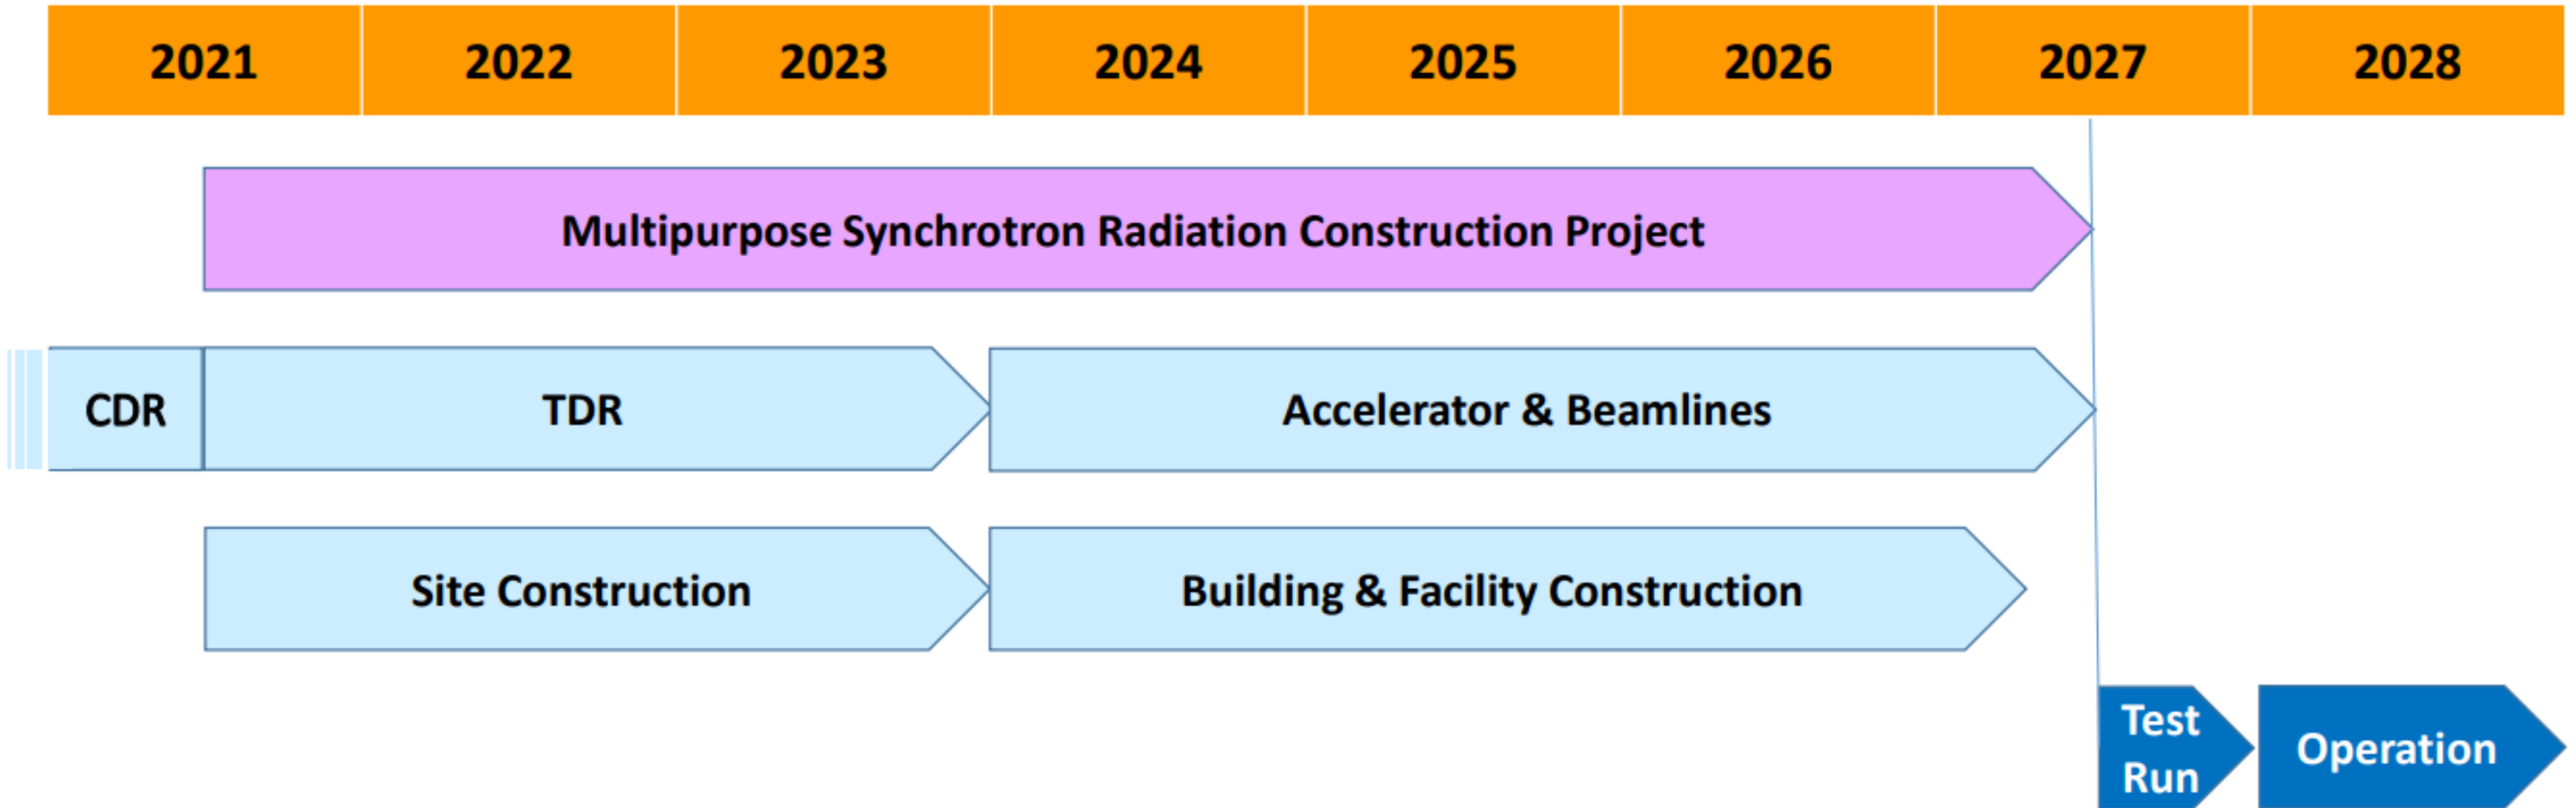 2021 2022 2023 2024 2025 2026 2027 2028
Multipurpose Synchrotron Radiation Construction Project
CDR TDR Accelerator & Beamlines
Site Construction Building & Facility Construction
Test
Run
Operation